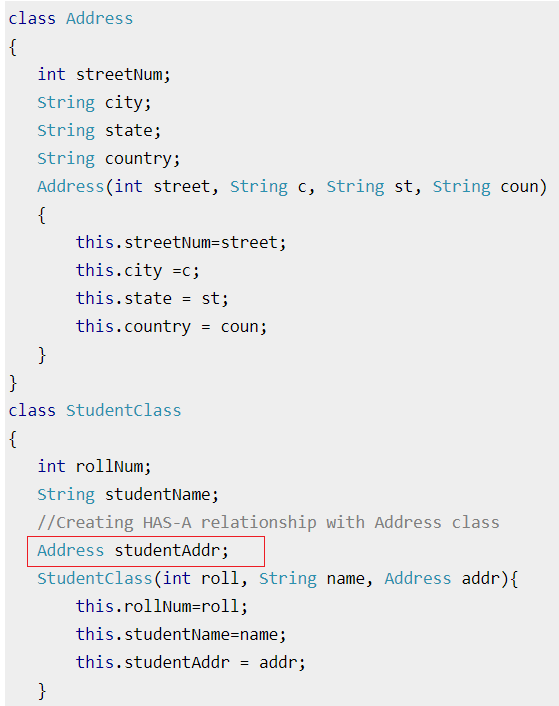 class Address
{
int streetNum;
String city;
String state;
String country;
Address(int street, String c, String st, String coun)
{
this.streetNum=street;
this.city =c;
this.state = st;
this.country = coun;
}
}
class StudentClass
{
int rollNum;
String studentName;
//Creating HAS-A relationship with Address class
Address studentAddr;
StudentClass(int roll, String name, Address addr){
this.rollNum=roll;
this.studentName=name;
this.studentAddr = addr;
}